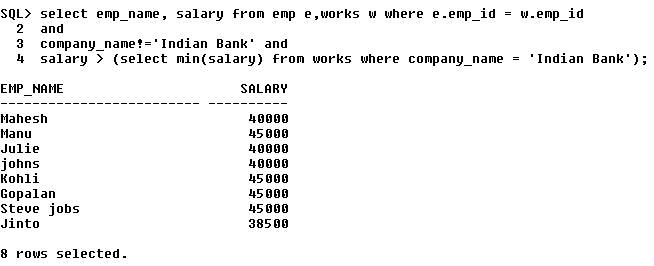 SQL> select emp_name, salary from emp e,works w where e.emp_id = w.emp_id
2 and
3 company_name!='Indian Bank' and
4 salary > (select min(salary) from works where company_name = 'Indian Bank');
EMP_NAME SALARY
------------------------- ----------
Mahesh 40000
Manu 45000
Julie 40000
johns 40000
Kohli 45000
Gopalan 45000
Steve jobs 45000
Jinto 38500
8 rows selected.